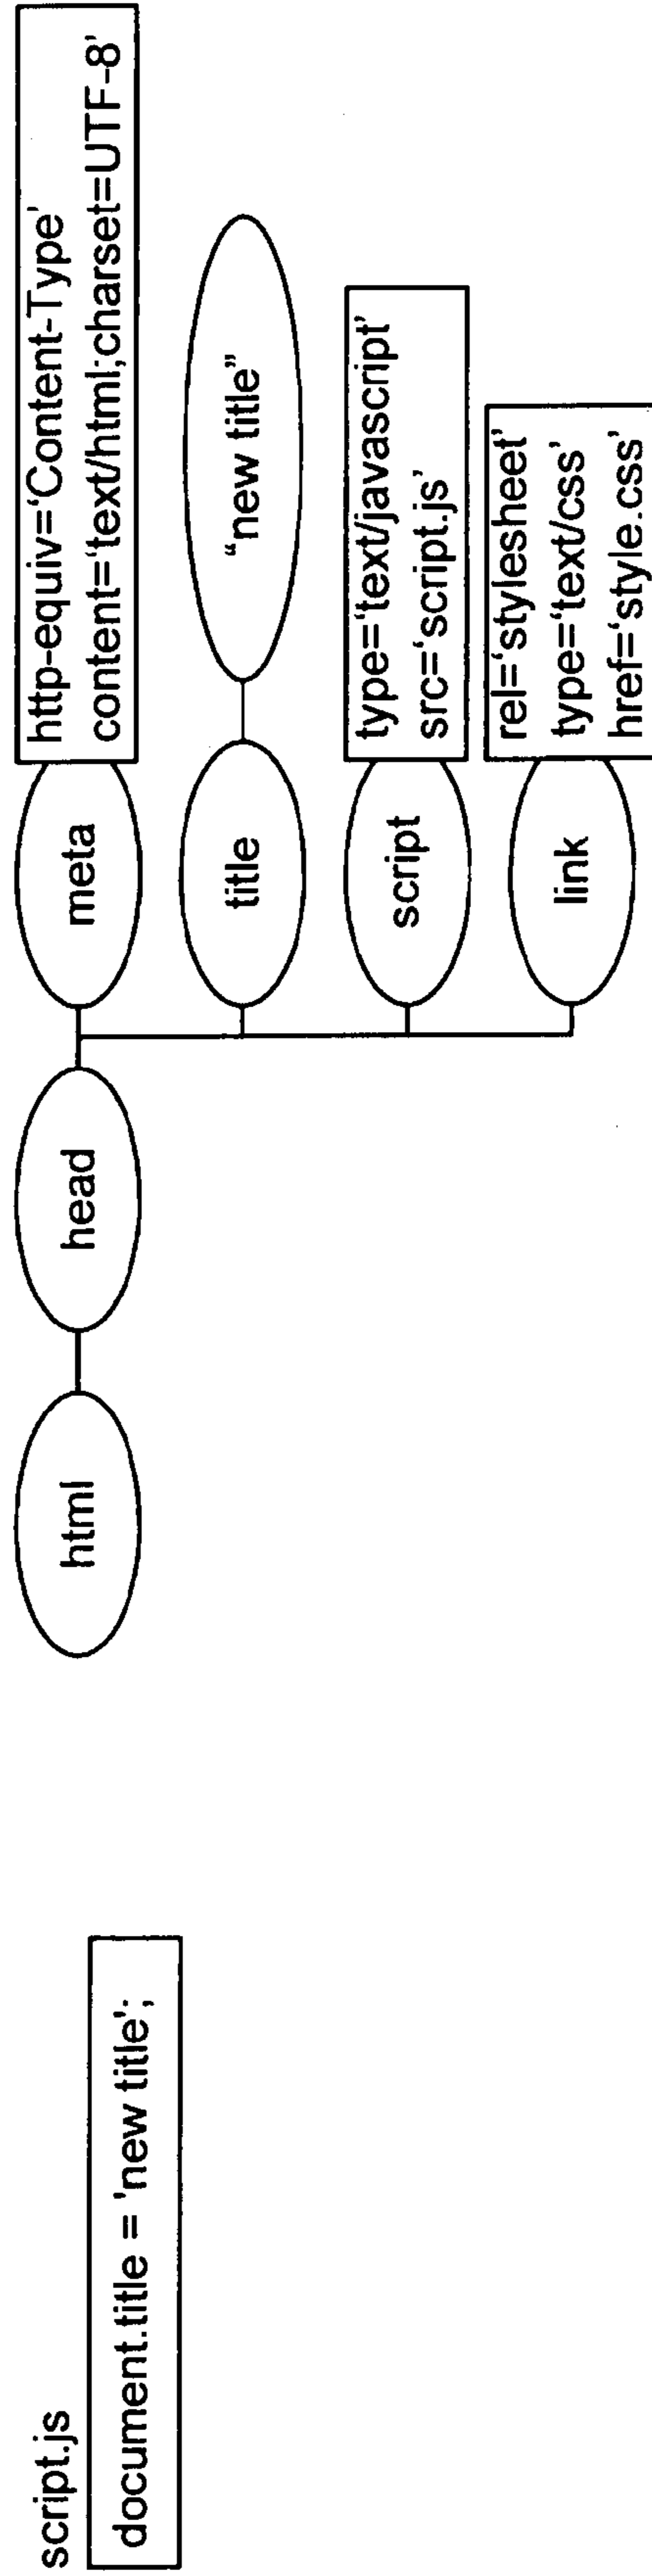 script.js
document.title = 'new title';
html
head
meta
http-equiv=‘Content-Type’
content=‘text/html;charset=UTF-8’
title
“new title”
script
type=‘text/javascript’
src=‘script.js’
link
rel=‘stylesheet’
type=‘text/css’
href=‘style.css’